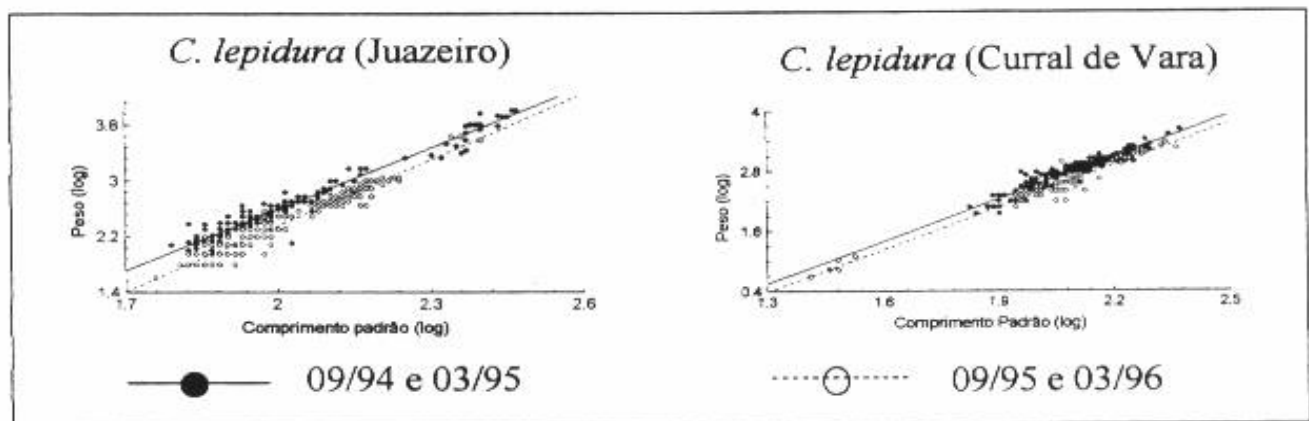 C. lepidura (Juazeiro)
3.8
3
2.2
1.4
Peso (log)
1.7
2
2.3
2.6
Comprimento padrão (log)
C. lepidura (Curral de Vara)
4
2.8
1.6
0.4
Peso (log)
1.3
1.6
1.9
2.2
2.5
Comprimento Padrão (log)
09/94 e 03/95
09/95 e 03/96